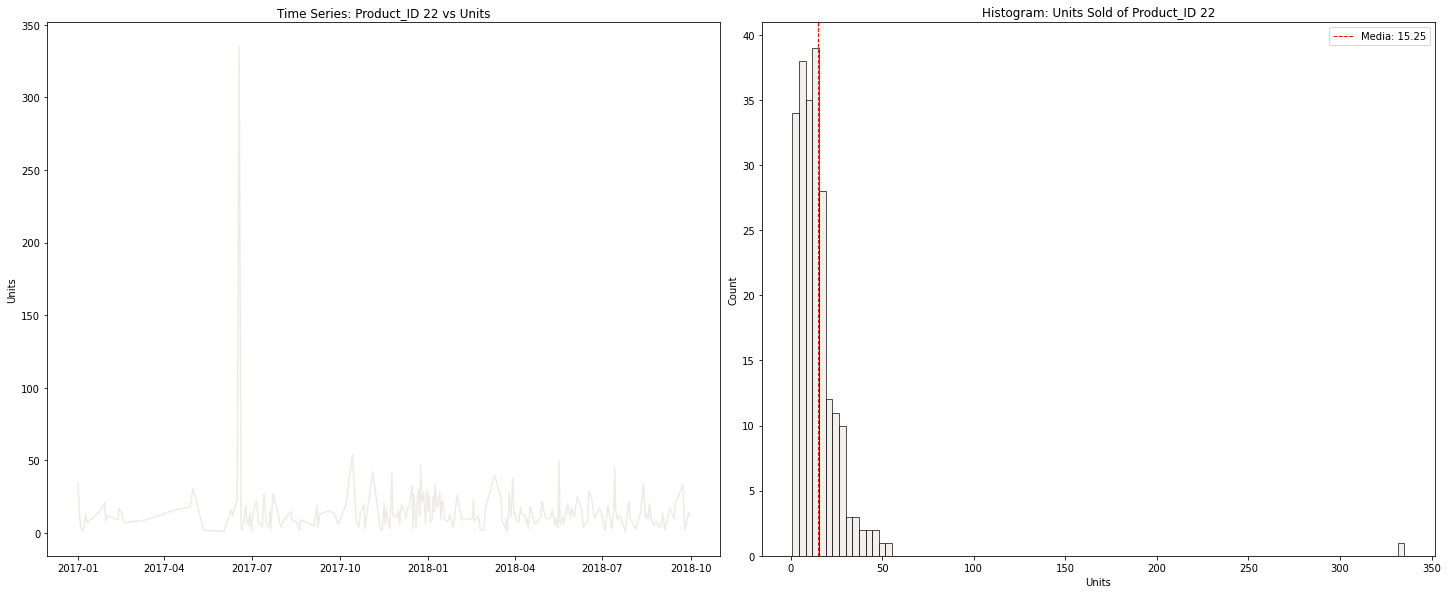 Time Series: Product_ID 22 vs Units
350
300
250
200
150
100
50
0
Units
2017-01 2017-04 2017-07 2017-10 2018-01 2018-04 2018-07 2018-10
Histogram: Units Sold of Product_ID 22
Media: 15.25
40
35
30
25
20
15
10
5
0
Count
0 50 100 150 200 250 300 350
Units